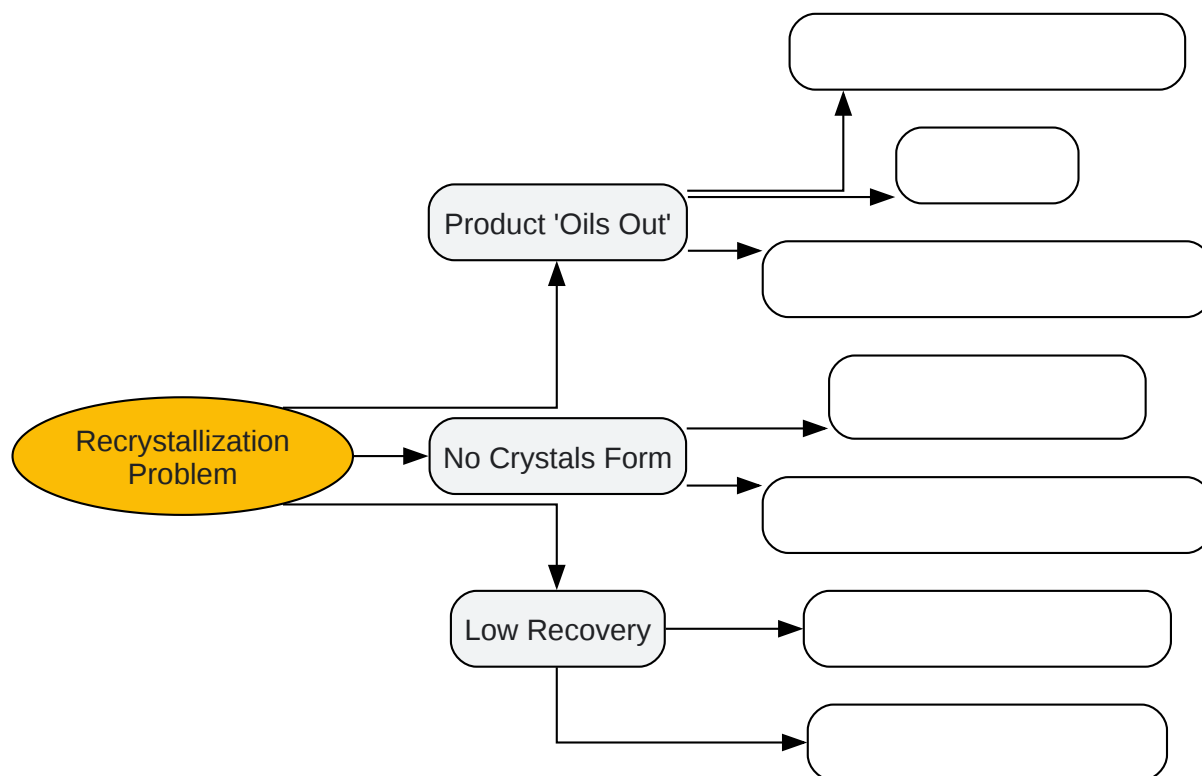 Product 'Oils Out'
Recrystallization
Problem
No Crystals Form
Low Recovery